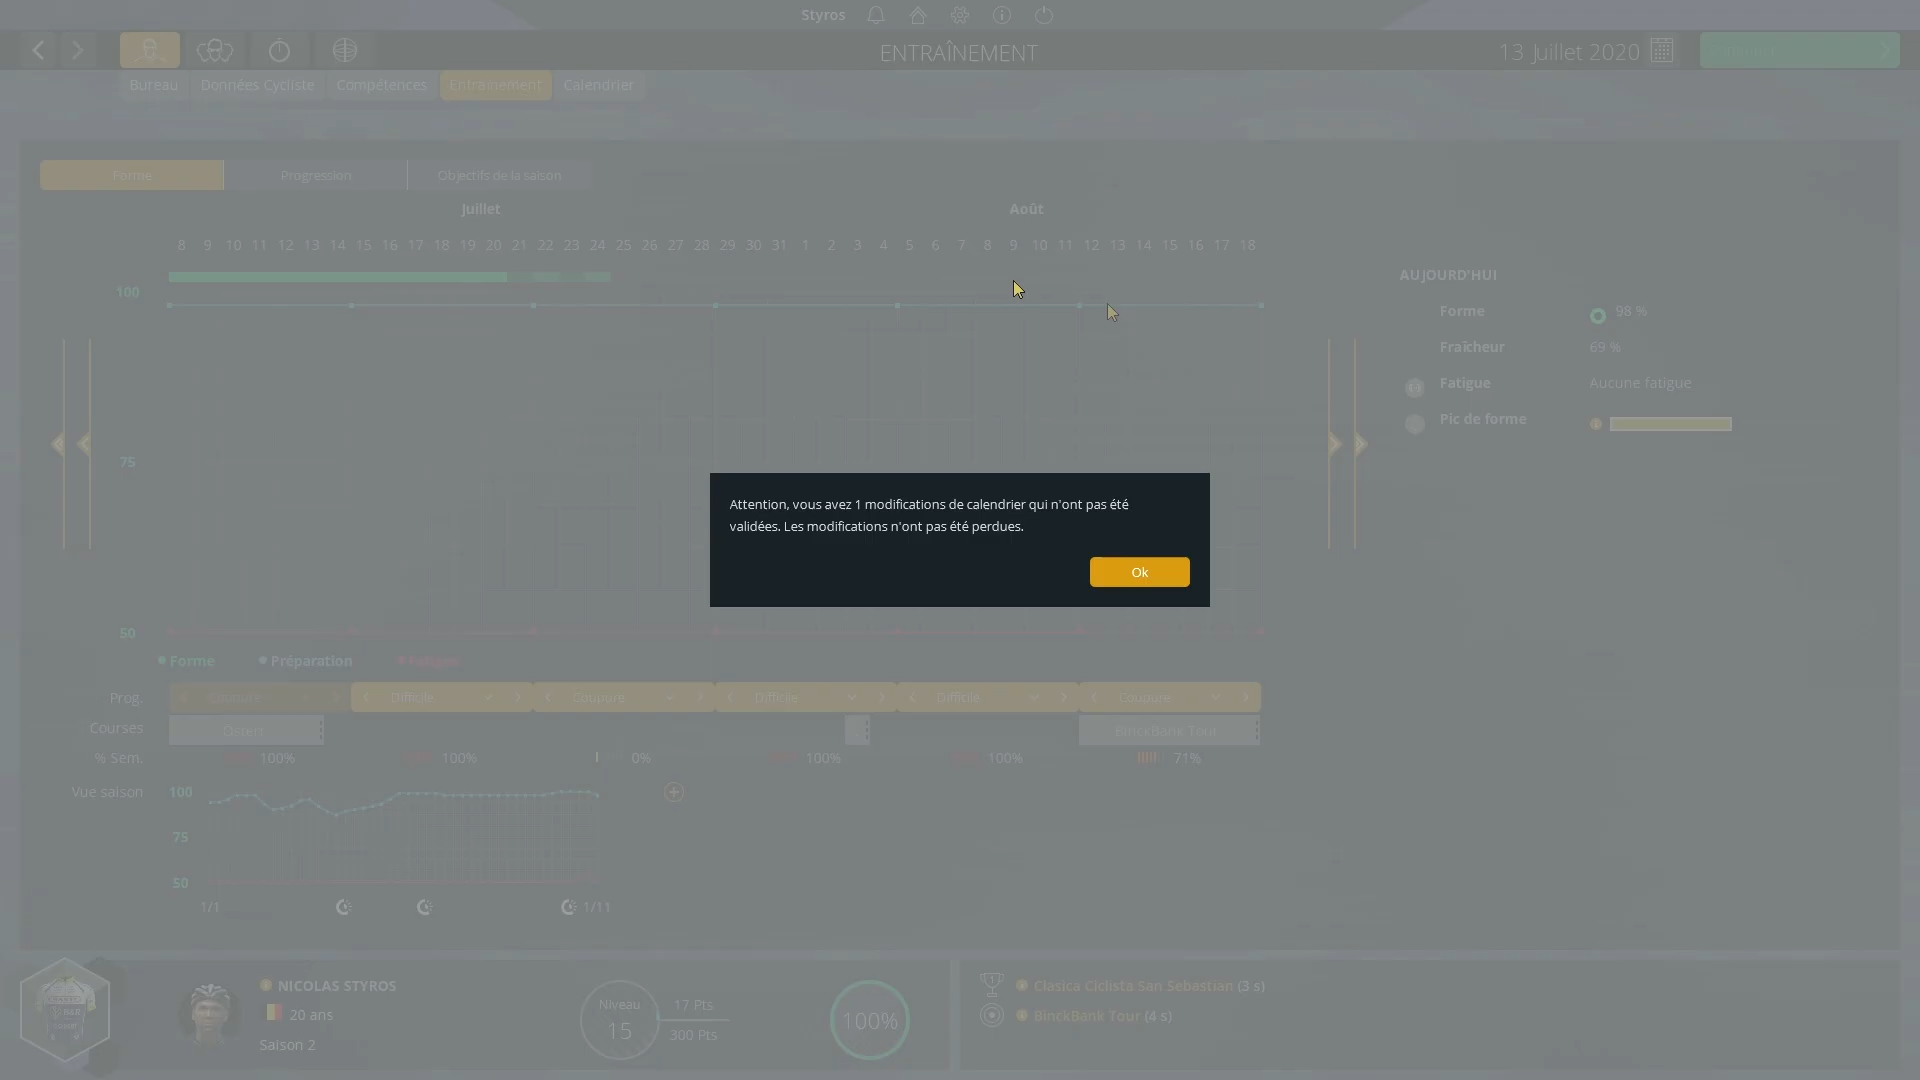 Styros
ENTRAÎNEMENT
13 Juillet 2020
Bureau Données Cycliste Compétences Entraînement Calendrier
Forme Progression Objectifs de la saison
Juillet Août
8 9 10 11 12 13 14 15 16 17 18 19 20 21 22 23 24 25 26 27 28 29 30 31 1 2 3 4 5 6 7 8 9 10 11 12 13 14 15 16 17 18
100
75
50
AUJOURD'HUI
Forme 98 %
Fraîcheur 69 %
Fatigue Aucune fatigue
Pic de forme
Attention, vous avez 1 modifications de calendrier qui n'ont pas été
validées. Les modifications n'ont pas été perdues.
Ok
Forme Préparation Fatigue
Prog. Coupure Difficile Coupure Difficile Difficile Coupure
Courses BinckBank Tour
% Sem. 100% 100% 0% 100% 100% 71%
Vue saison 100
75
50
1/1 1/11
NICOLAS STYROS
20 ans
Saison 2
Niveau
15
17 Pts
300 Pts
100%
Clasica Ciclista San Sebastian (3 s)
BinckBank Tour (4 s)